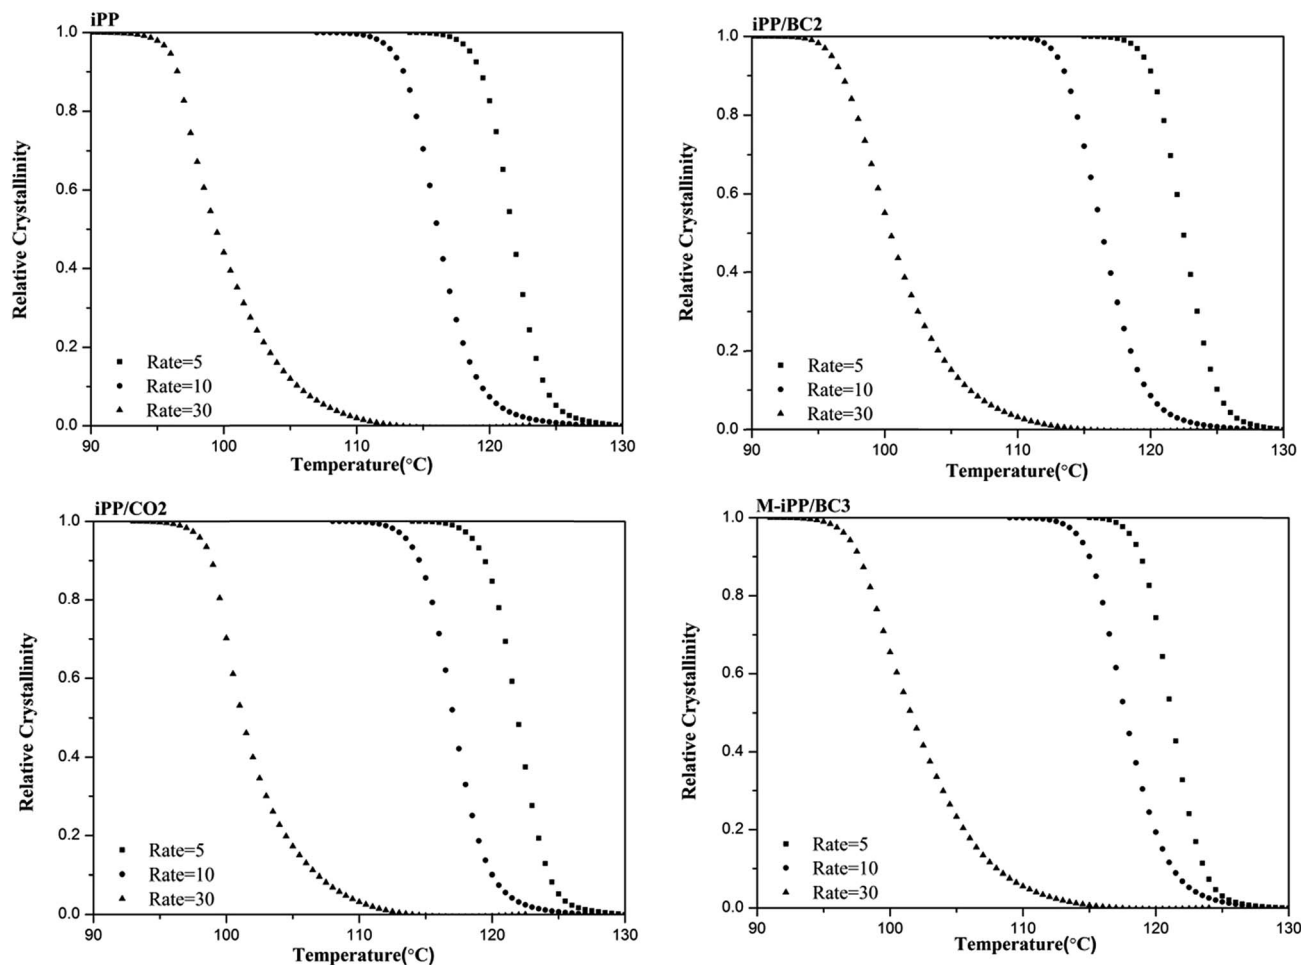 iPP
1.0
0.8
0.6
0.4
0.2
0.0
Relative Crystallinity
Rate=5
Rate=10
Rate=30
90
100
110
120
130
Temperature(°C)
iPP/BC2
1.0
0.8
0.6
0.4
0.2
0.0
Relative Crystallinity
Rate=5
Rate=10
Rate=30
90
100
110
120
130
Temperature(°C)
iPP/CO2
1.0
0.8
0.6
0.4
0.2
0.0
Relative Crystallinity
Rate=5
Rate=10
Rate=30
90
100
110
120
130
Temperature(°C)
M-iPP/BC3
1.0
0.8
0.6
0.4
0.2
0.0
Relative Crystallinity
Rate=5
Rate=10
Rate=30
90
100
110
120
130
Temperature(°C)